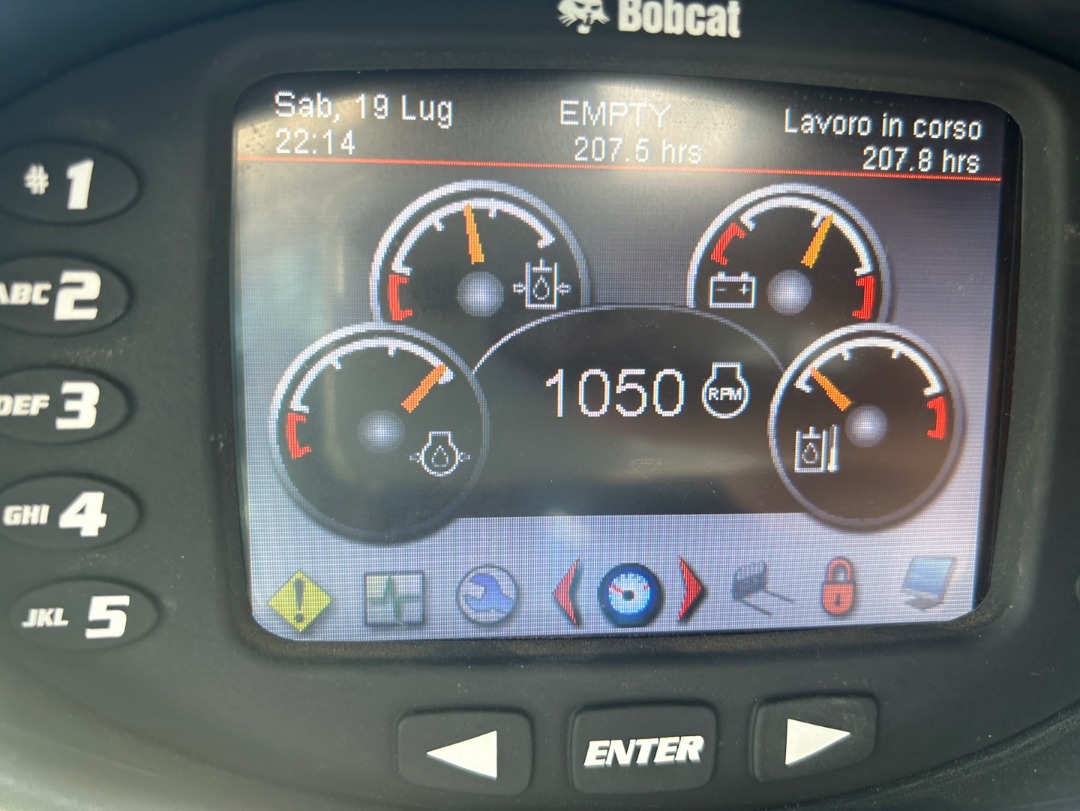 Bobcat
Sab, 19 Lug
22:14
EMPTY
207.5 hrs
Lavoro in corso
207.8 hrs
# 1
ABC 2
DEF 3
GHI 4
JKL 5
- +
1050 RPM
ENTER